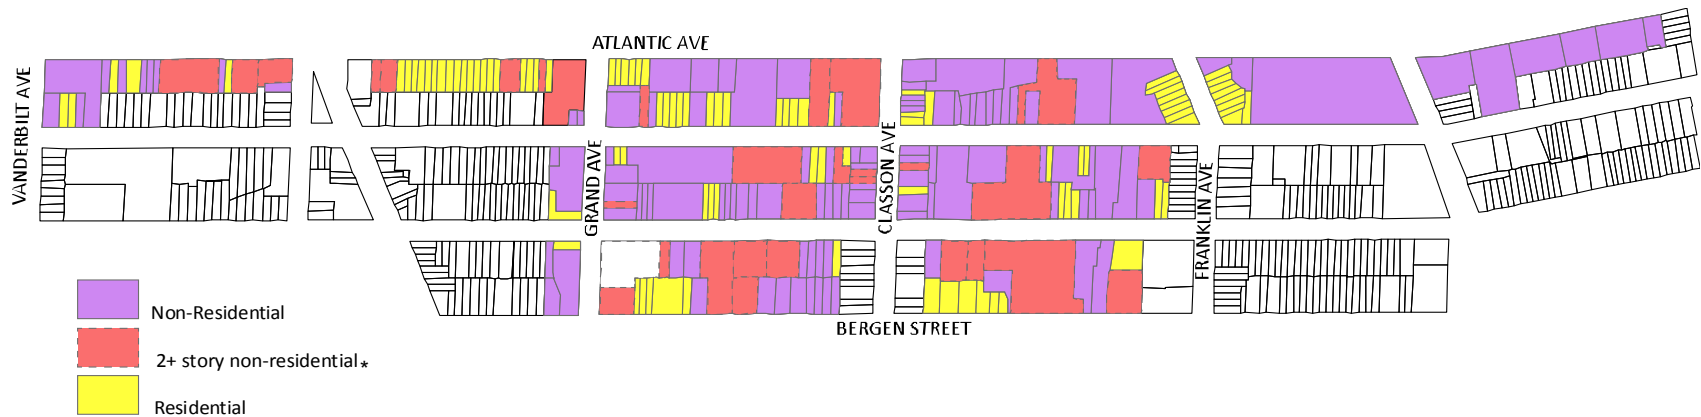 ATLANTIC AVE
VANDERBILT AVE
GRAND AVE
CLASSON AVE
FRANKLIN AVE
BERGEN STREET
Non-Residential
2+ story non-residential*
Residential